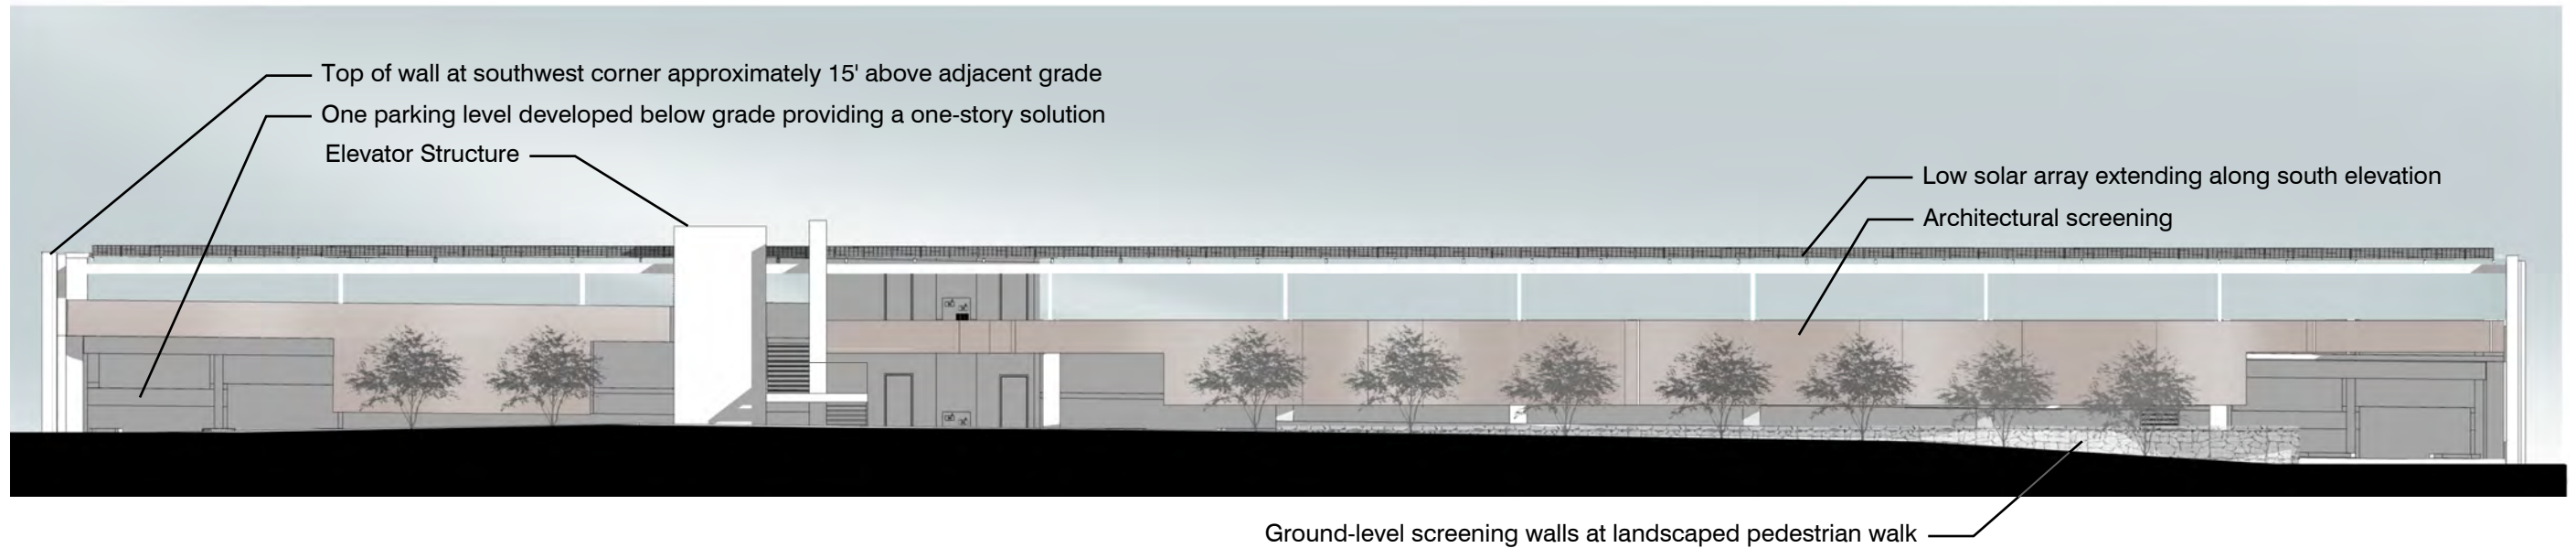 Top of wall at southwest corner approximately 15' above adjacent grade
One parking level developed below grade providing a one-story solution
Elevator Structure
Low solar array extending along south elevation
Architectural screening
Ground-level screening walls at landscaped pedestrian walk